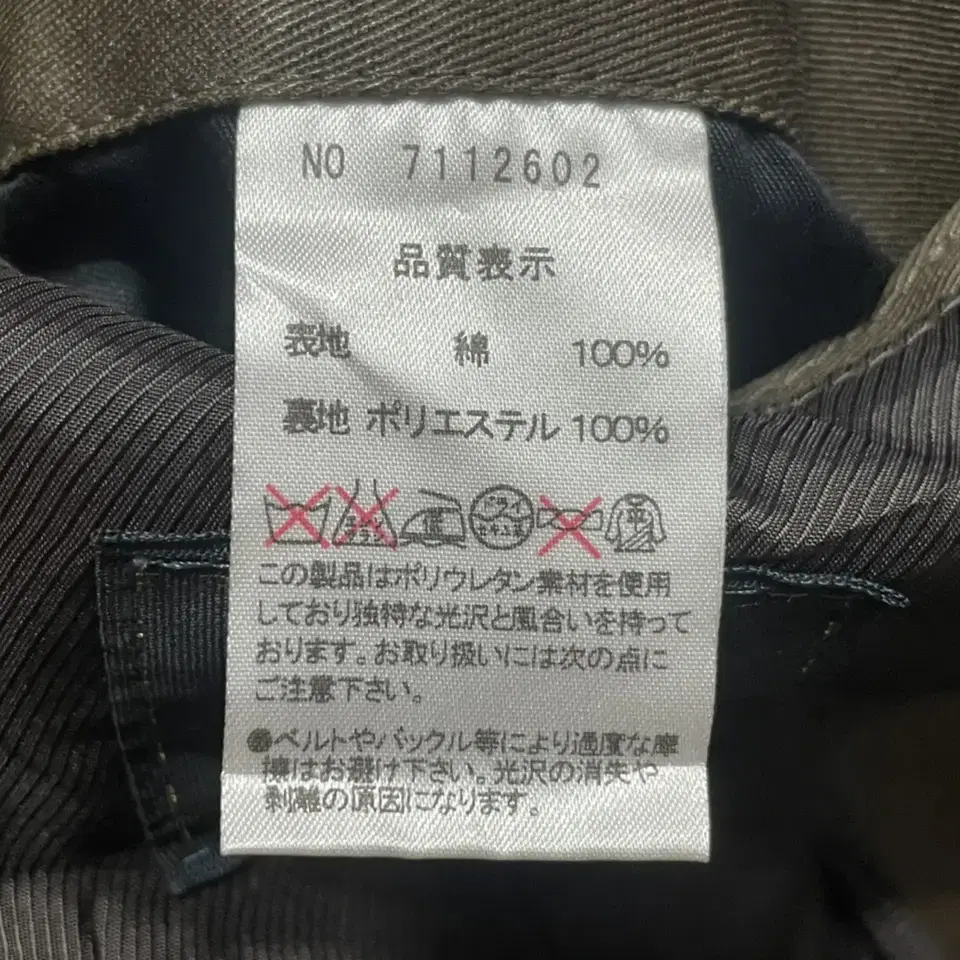 NO 7112602
品質表示
表地 綿 100%
裏地 ポリエステル 100%
中 平
この製品はポリウレタン素材を使用
しており独特な光沢と風合いを持って
おります。お取り扱いには次の点に
ご注意下さい。
●ベルトやバックル等により過度な摩
擦はお避け下さい。光沢の消失や
剥離の原因になります。